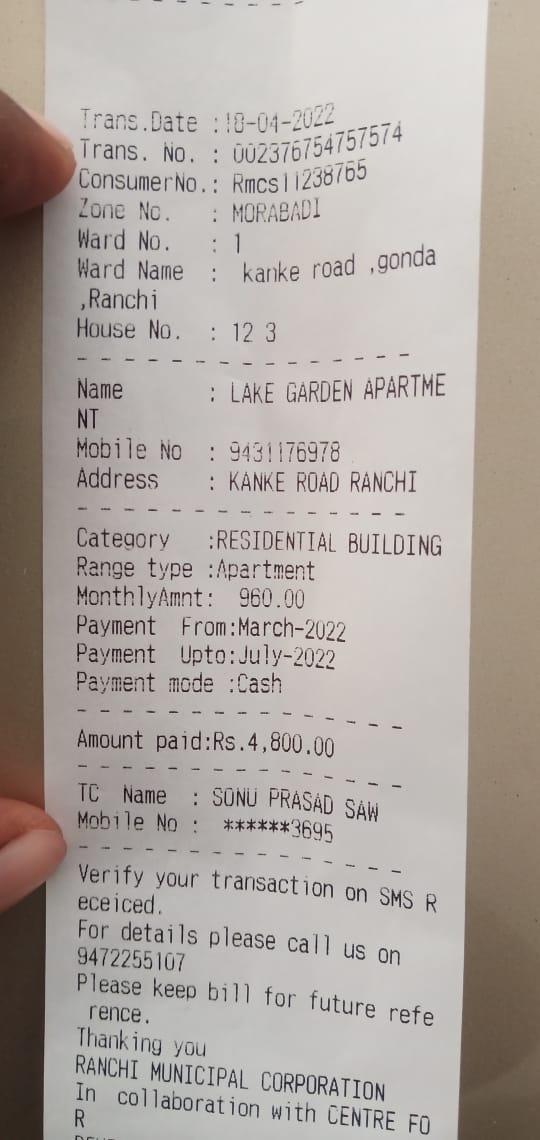 Trans.Date :18-04-2022
Trans. No. : 002376754757574
ConsumerNo.: Rmcs11238765
Zone No. : MORABADI
Ward No. : 1
Ward Name : kanke road ,gonda
,Ranchi
House No. : 12 3
- - - - - - - - - - - - - - -
Name : LAKE GARDEN APARTME
NT
Mobile No : 9431176978
Address : KANKE ROAD RANCHI
- - - - - - - - - - - - - - -
Category :RESIDENTIAL BUILDING
Range type :Apartment
MonthlyAmnt: 960.00
Payment From:March-2022
Payment Upto:July-2022
Payment mode :Cash
- - - - - - - - - - - - - - -
Amount paid:Rs.4,800.00
- - - - - - - - - - - - - - -
TC Name : SONU PRASAD SAW
Mobile No : ******3695
- - - - - - - - - - - - - - -
Verify your transaction on SMS R
eceiced.
For details please call us on
9472255107
Please keep bill for future refe
rence.
Thanking you
RANCHI MUNICIPAL CORPORATION
In collaboration with CENTRE FO
R